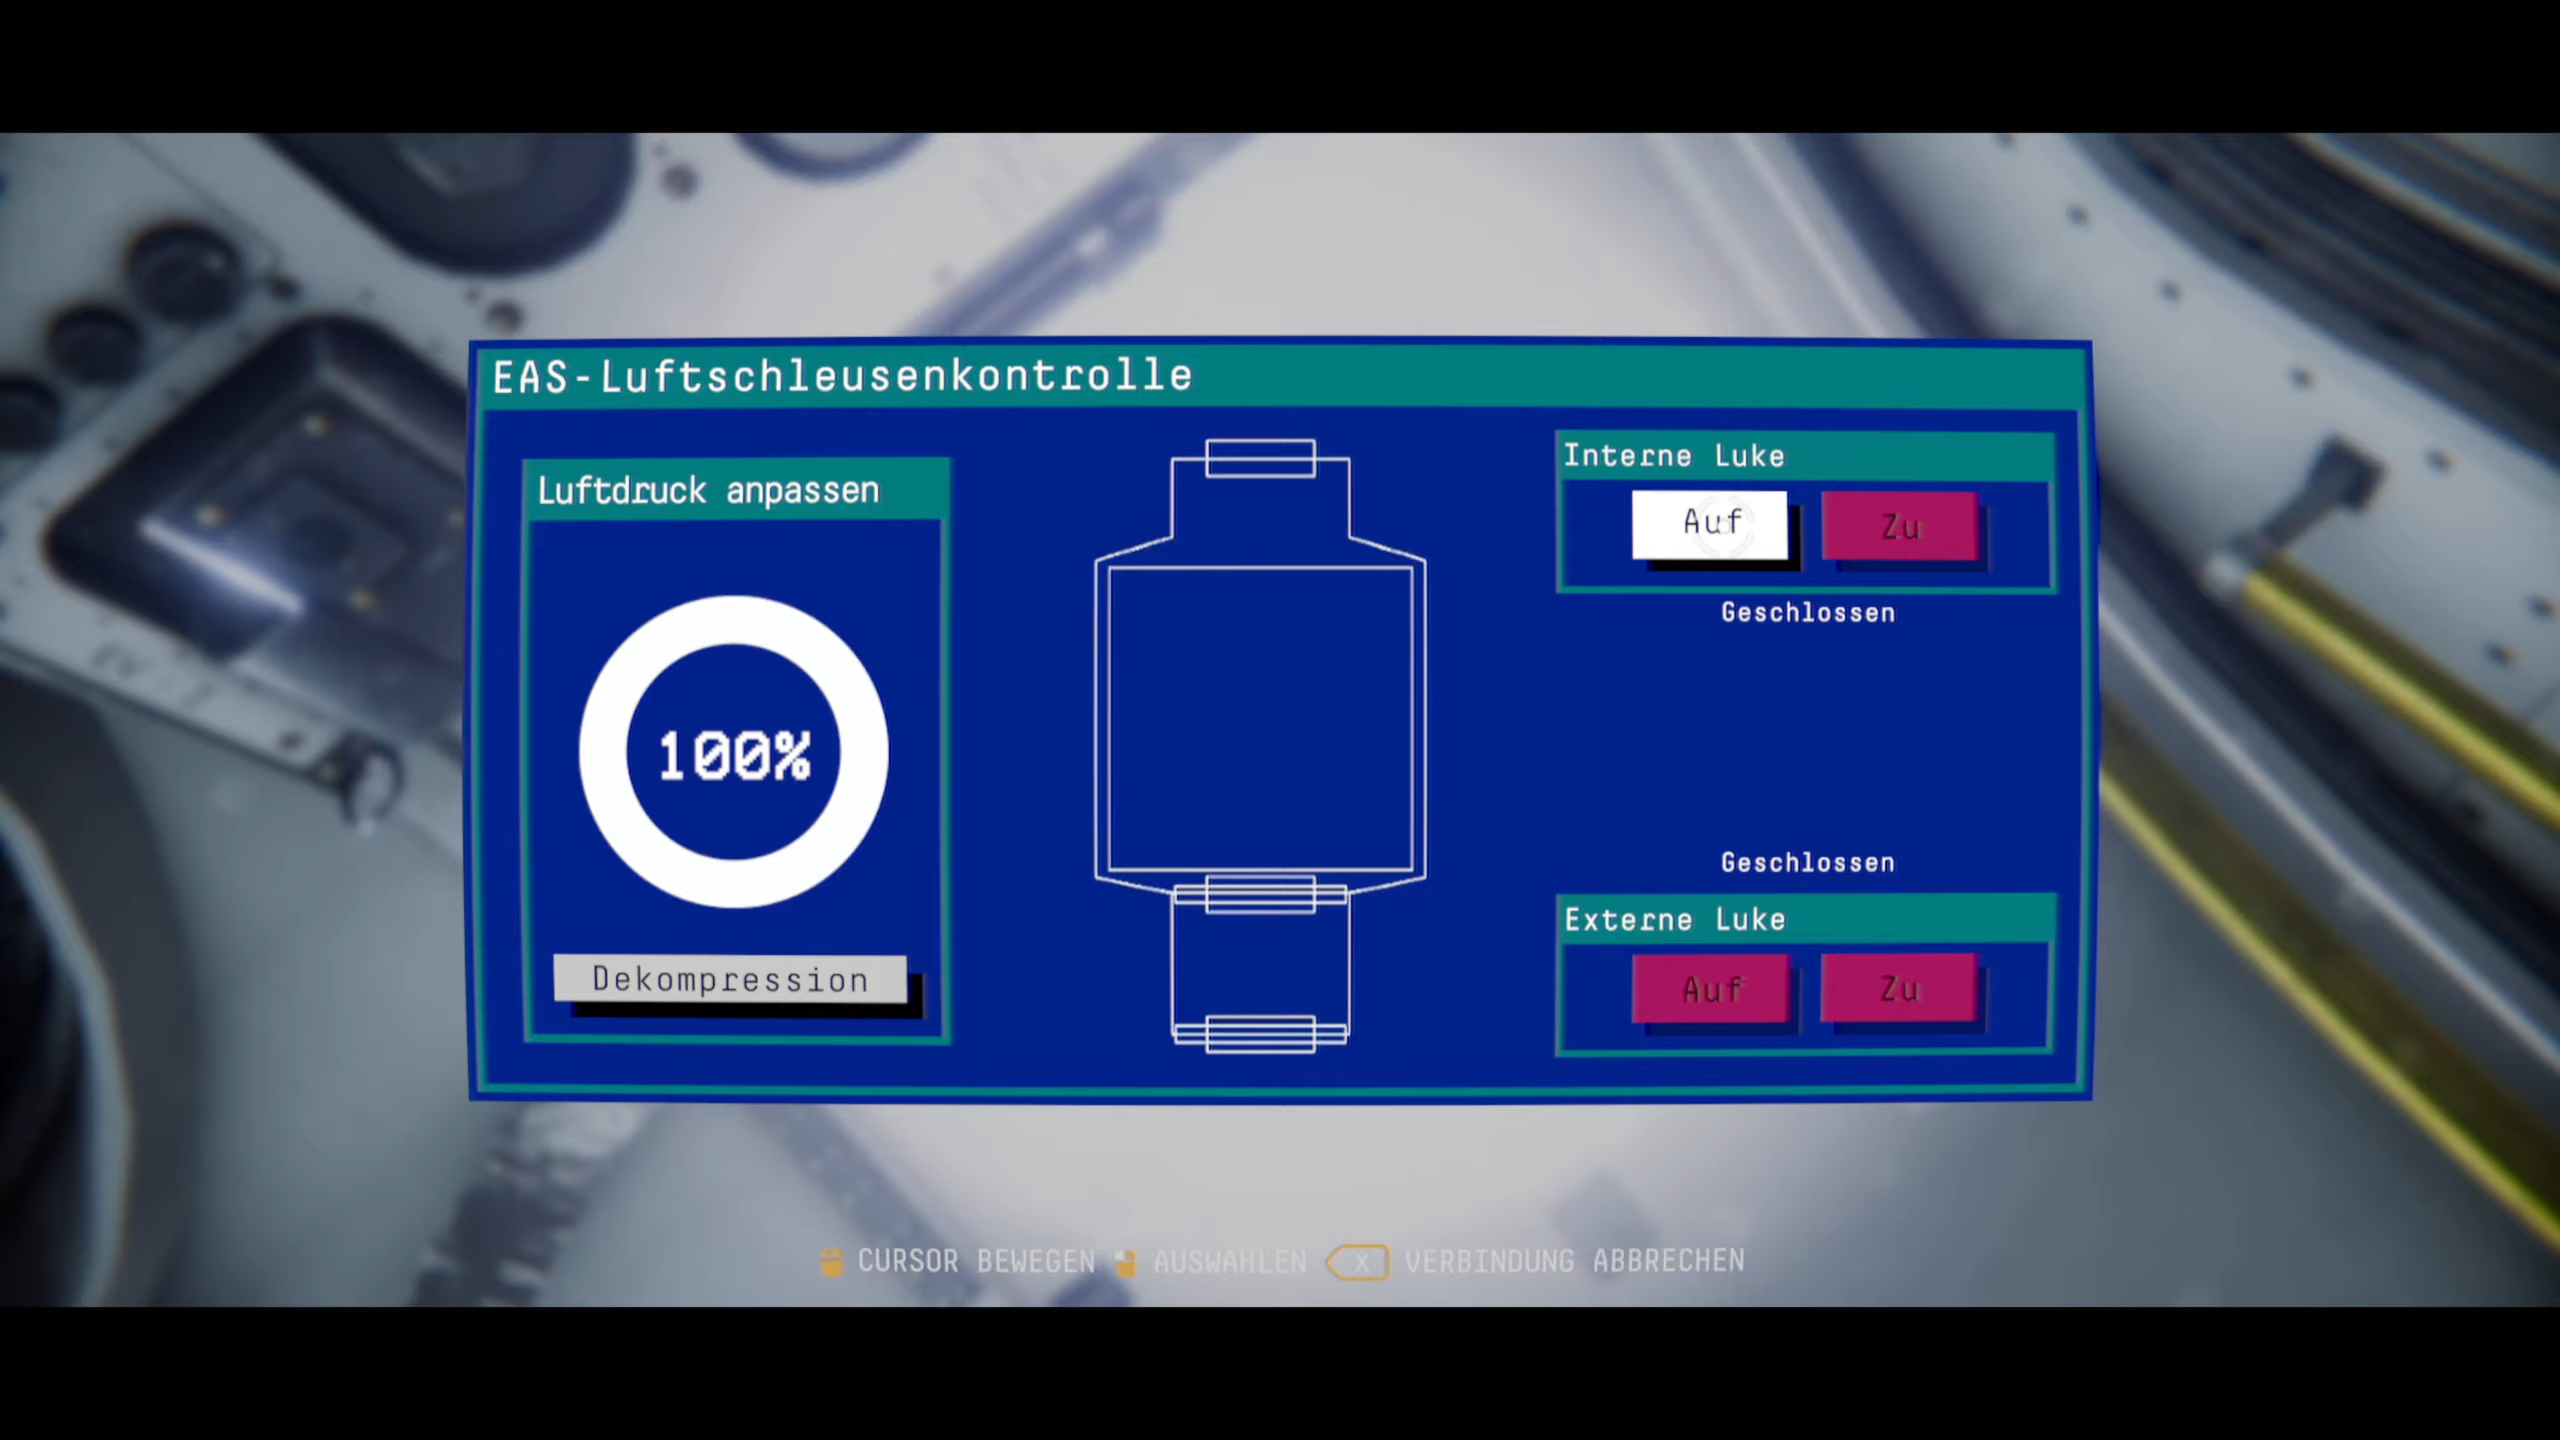 EAS-Luftschleusenkontrolle
Luftdruck anpassen
100%
Dekompression
Interne Luke
Auf Zu
Geschlossen
Geschlossen
Externe Luke
Auf Zu
CURSOR BEWEGEN AUSWÄHLEN X VERBINDUNG ABBRECHEN